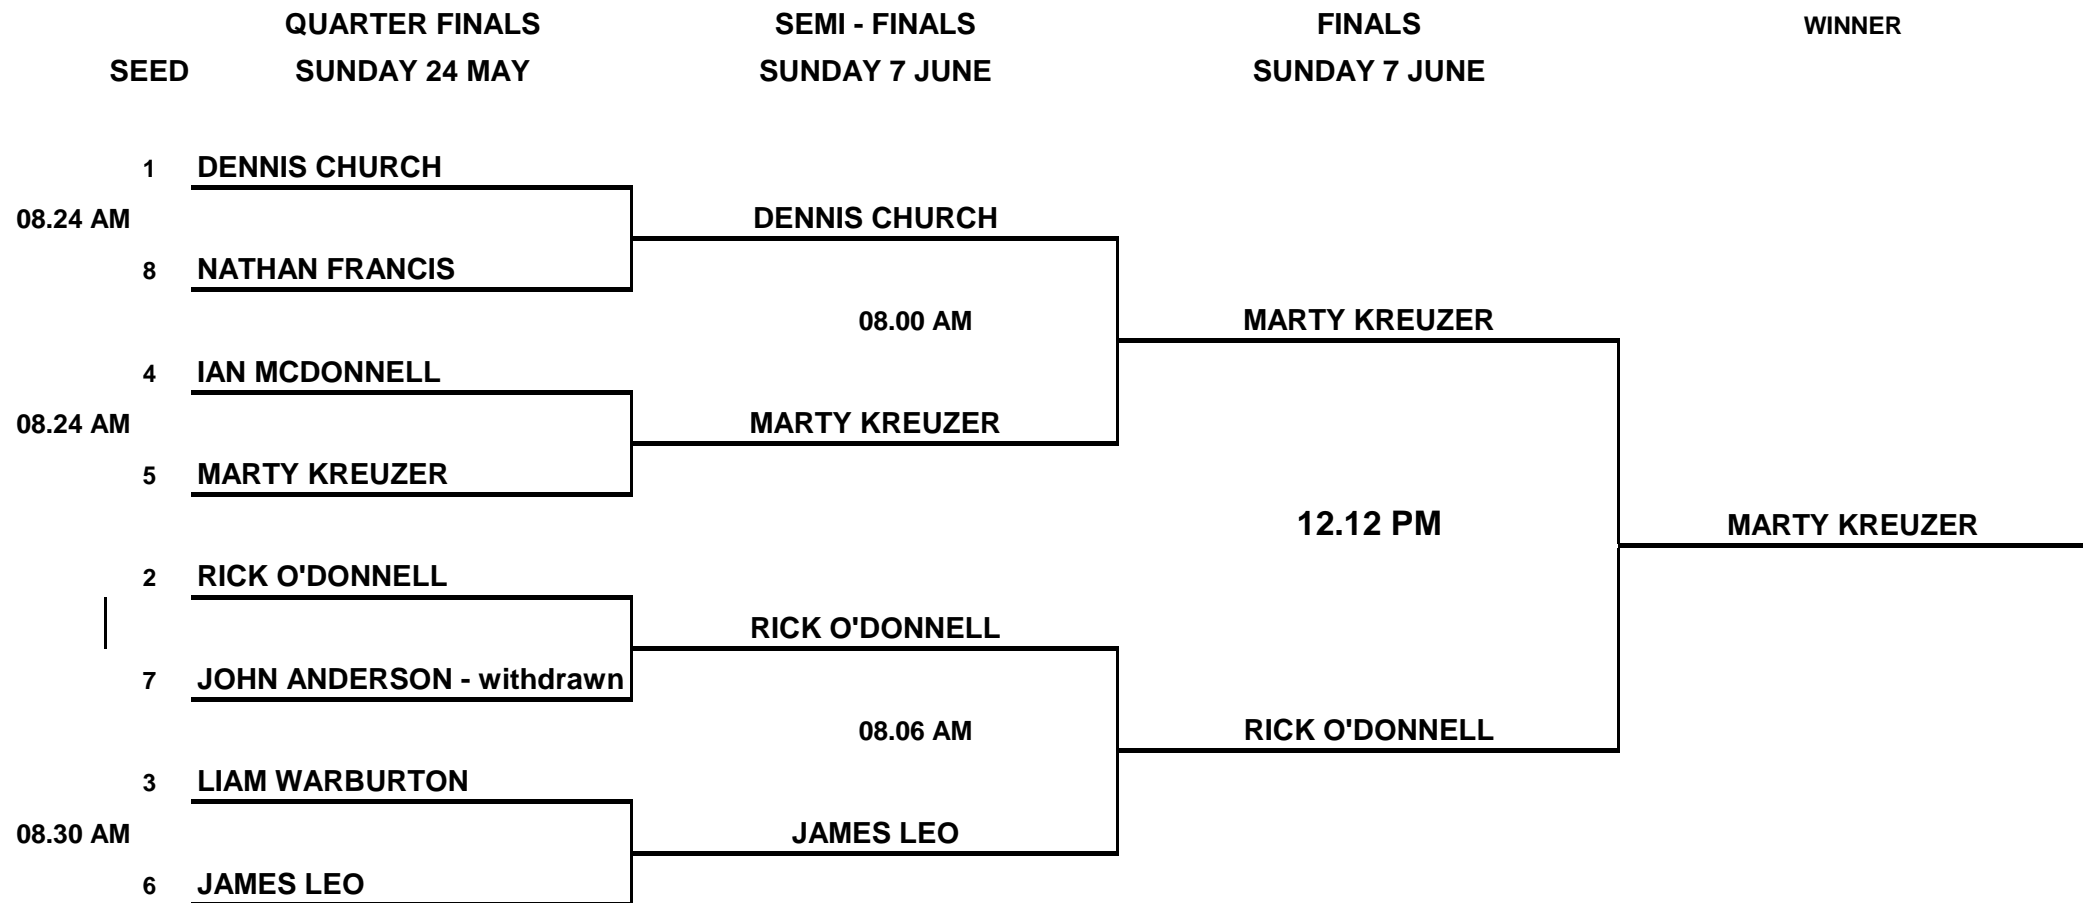 QUARTER FINALS SEMI - FINALS FINALS WINNER
SEED SUNDAY 24 MAY SUNDAY 7 JUNE SUNDAY 7 JUNE
1 DENNIS CHURCH
08.24 AM DENNIS CHURCH
8 NATHAN FRANCIS
08.00 AM MARTY KREUZER
4 IAN MCDONNELL
08.24 AM MARTY KREUZER
5 MARTY KREUZER
12.12 PM MARTY KREUZER
2 RICK O'DONNELL
RICK O'DONNELL
7 JOHN ANDERSON - withdrawn
08.06 AM RICK O'DONNELL
3 LIAM WARBURTON
08.30 AM JAMES LEO
6 JAMES LEO